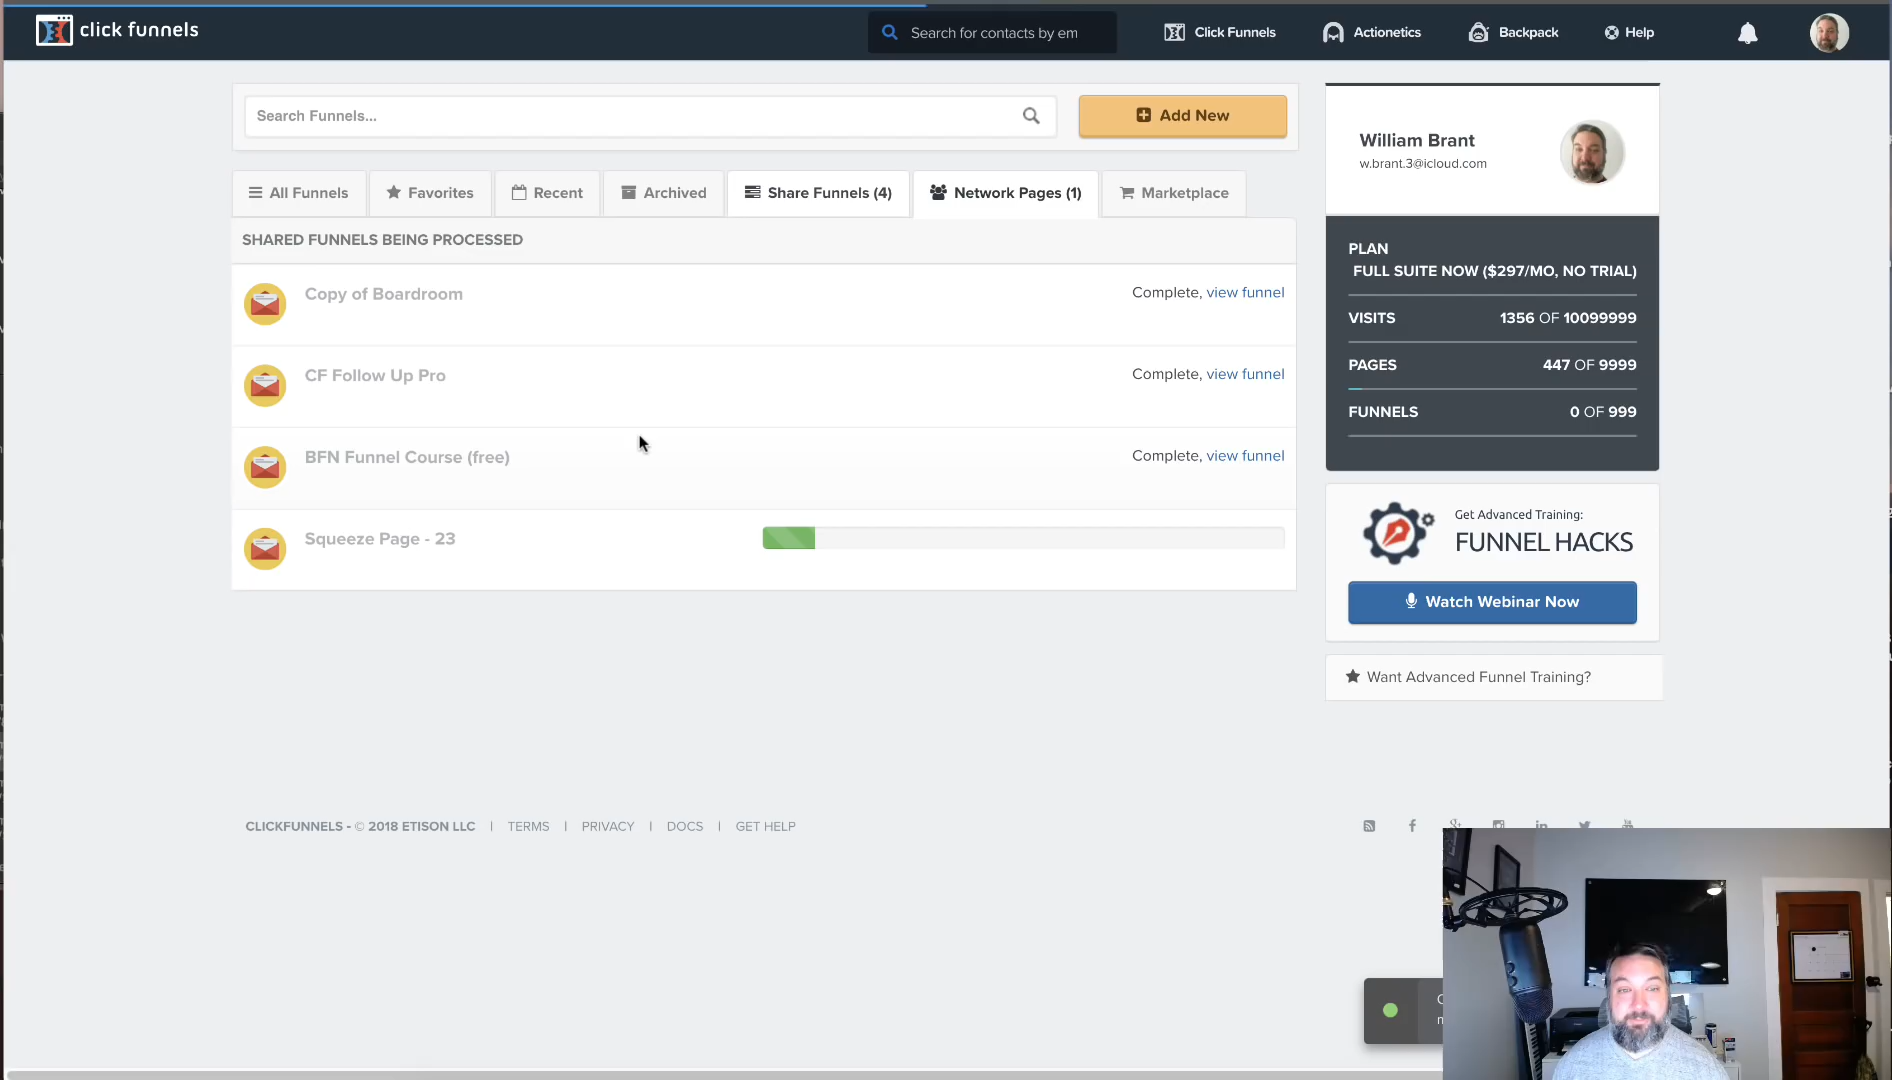 click funnels
Search for contacts by em
Click Funnels
Actionetics
Backpack
Help
Search Funnels...
Add New
All Funnels
Favorites
Recent
Archived
Share Funnels (4)
Network Pages (1)
Marketplace
SHARED FUNNELS BEING PROCESSED
Copy of Boardroom
Complete, view funnel
CF Follow Up Pro
Complete, view funnel
BFN Funnel Course (free)
Complete, view funnel
Squeeze Page - 23
William Brant
w.brant.3@icloud.com
PLAN
FULL SUITE NOW ($297/MO, NO TRIAL)
VISITS 1356 OF 10099999
PAGES 447 OF 9999
FUNNELS 0 OF 999
Get Advanced Training:
FUNNEL HACKS
Watch Webinar Now
Want Advanced Funnel Training?
CLICKFUNNELS - © 2018 ETISON LLC | TERMS | PRIVACY | DOCS | GET HELP